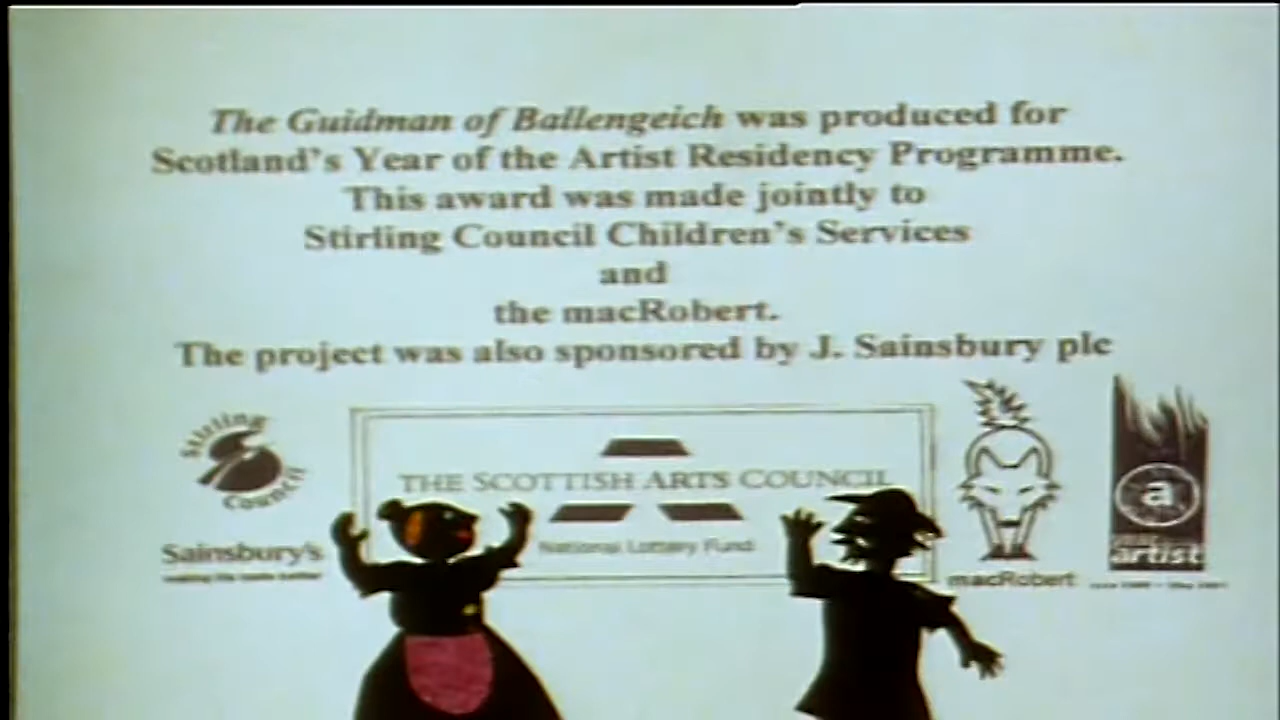 The Guidman of Ballengeich was produced for
Scotland's Year of the Artist Residency Programme.
This award was made jointly to
Stirling Council Children's Services
and
the macRobert.
The project was also sponsored by J. Sainsbury plc
Stirling
Council
Sainsbury's
THE SCOTTISH ARTS COUNCIL
National Lottery Fund
macRobert
a
artist